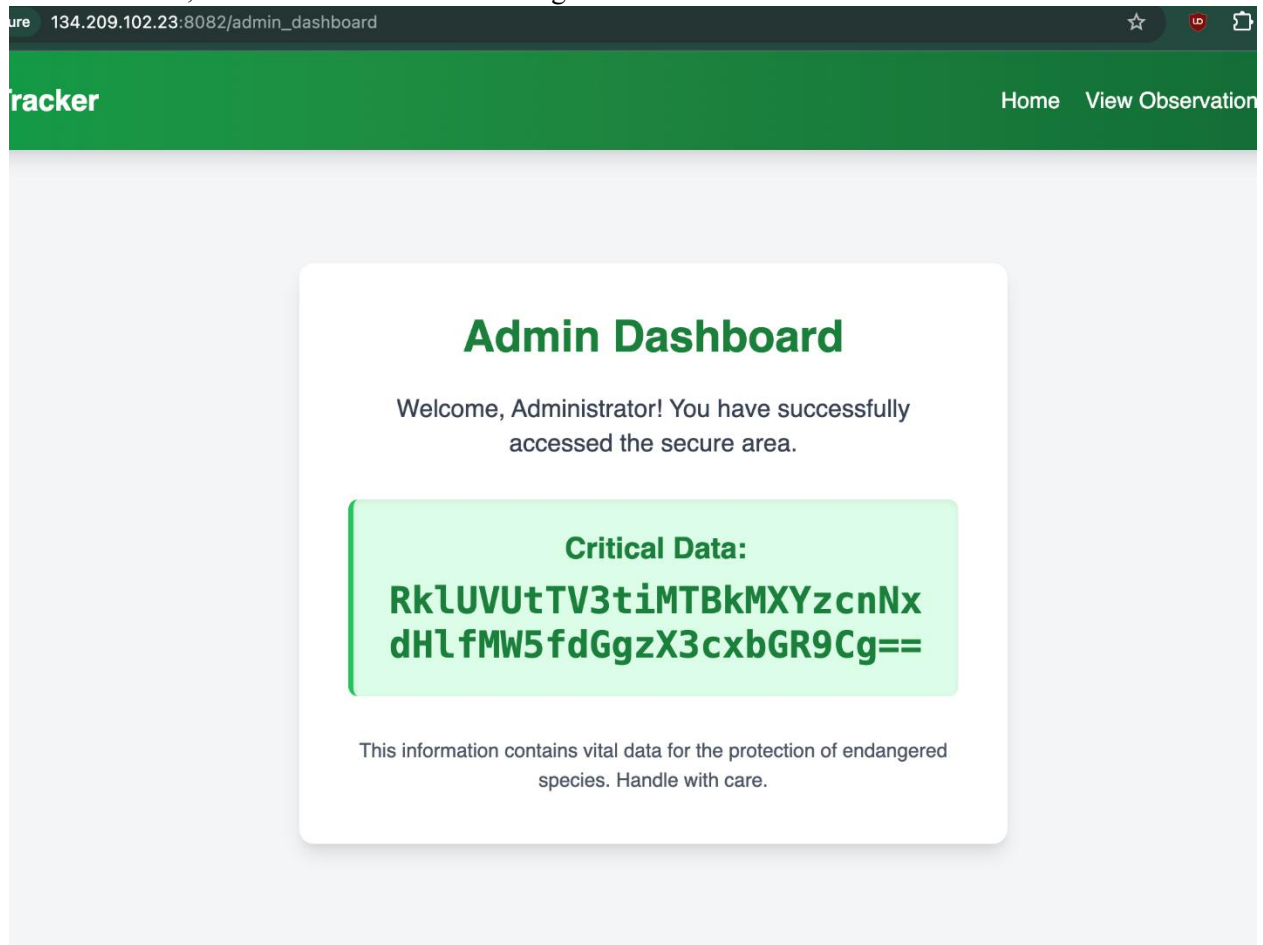 134.209.102.23:8082/admin_dashboard
Home View Observation
Admin Dashboard
Welcome, Administrator! You have successfully
accessed the secure area.
Critical Data:
RklUVUtTV3tiMTBkMXYzcnNx
dHlfMW5fdGgzX3cxbGR9Cg==
This information contains vital data for the protection of endangered
species. Handle with care.